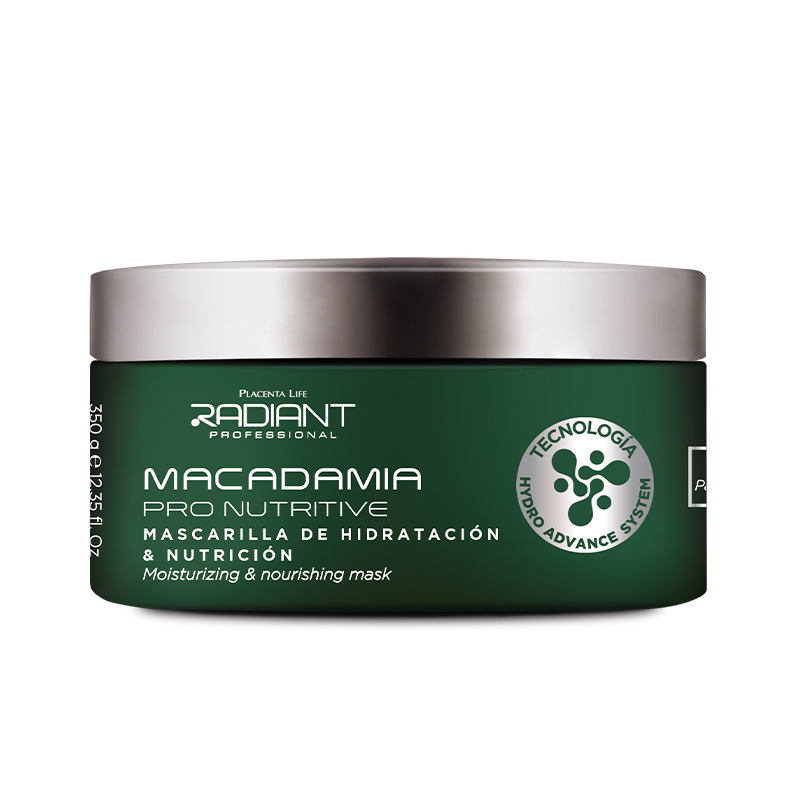 PLACENTA LIFE
RADIANT
PROFESSIONAL
MACADAMIA
PRO NUTRITIVE
MASCARILLA DE HIDRATACIÓN
& NUTRICIÓN
Moisturizing & nourishing mask
350 g e 12.35 fl. Oz
TECNOLOGÍA
HYDRO ADVANCE SYSTEM